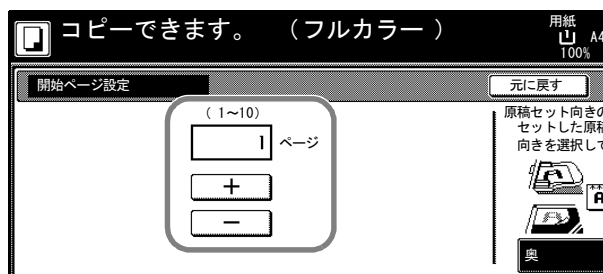 コピーできます。 (フルカラー)
用紙
A4
100%
開始ページ設定
元に戻す
(1~10)
1 ページ
+
-
原稿セット向きの
セットした原稿
向きを選択して
A
奥